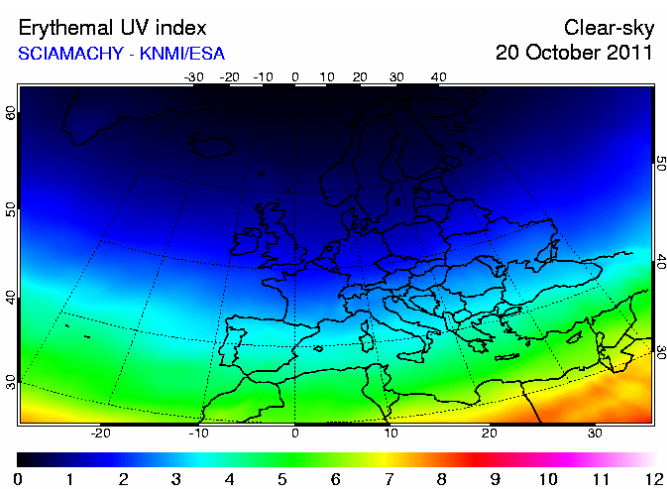 Erythemal UV index
Clear-sky
SCIAMACHY - KNMI/ESA
20 October 2011
-30 -20 -10 0 10 20 30 40
60
50
50
40
40
30
30
-20 -10 0 10 20 30
0 1 2 3 4 5 6 7 8 9 10 11 12